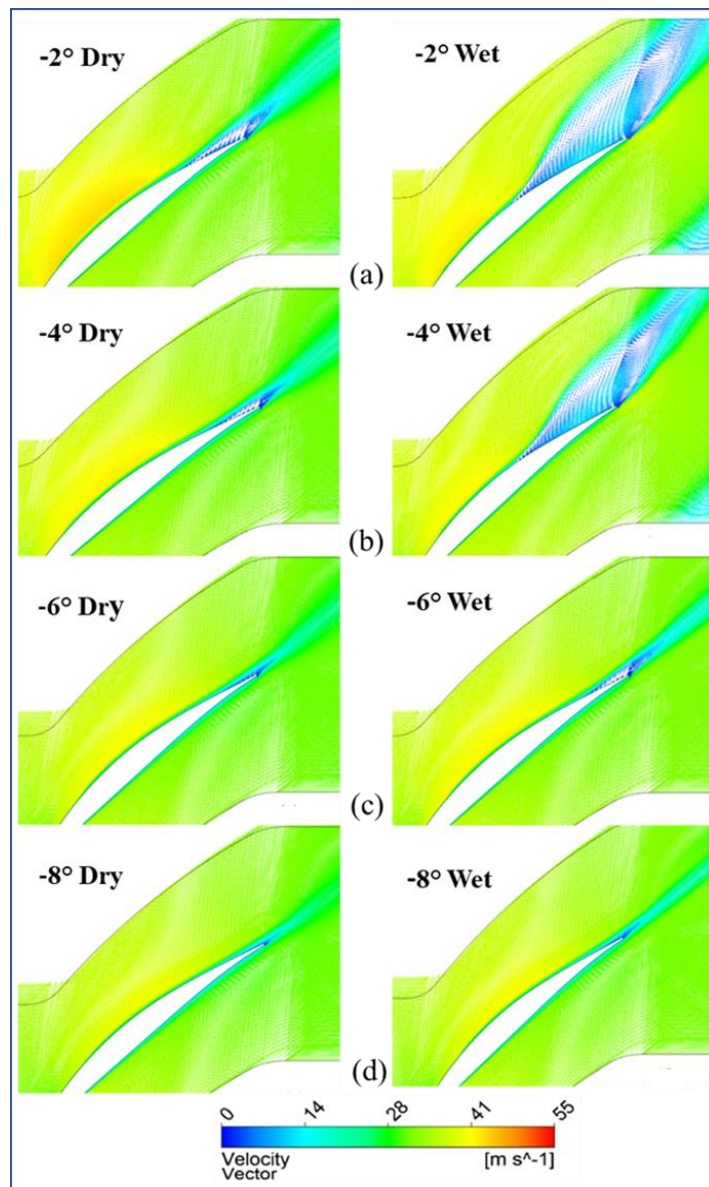 -2° Dry
-2° Wet
(a)
-4° Dry
-4° Wet
(b)
-6° Dry
-6° Wet
(c)
-8° Dry
-8° Wet
(d)
0
14
28
41
55
Velocity
Vector
[m s^-1]